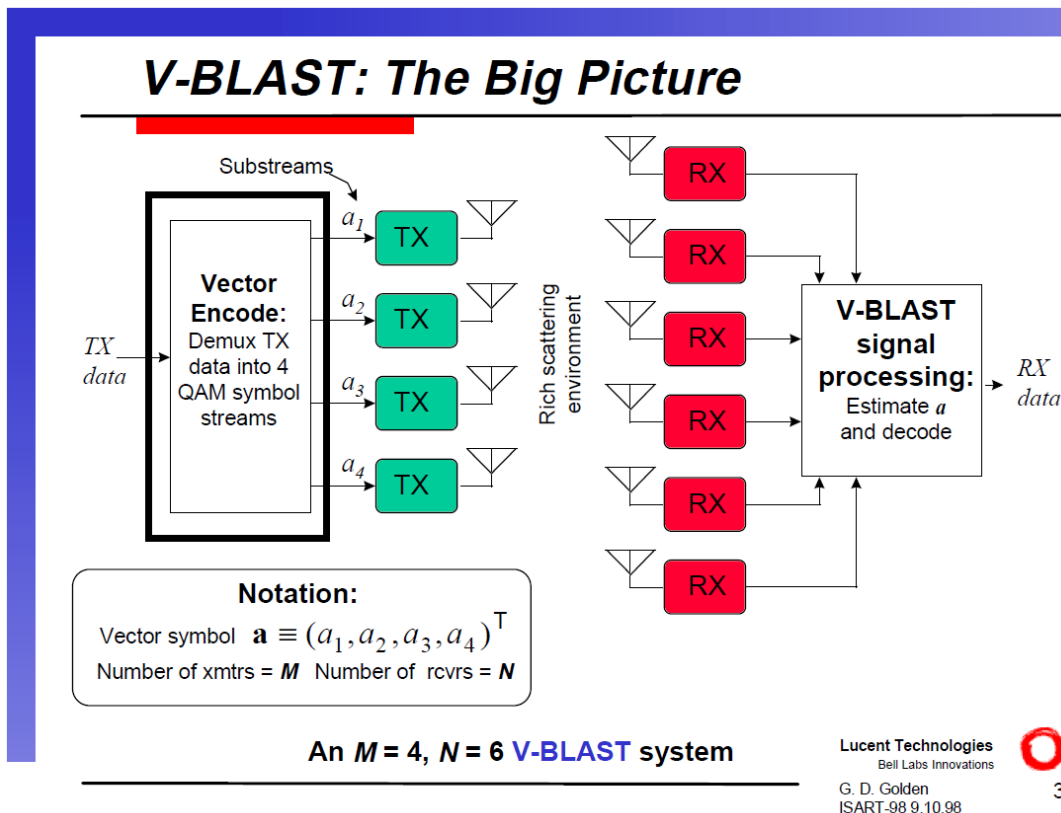 V-BLAST: The Big Picture
Substreams
TX
data
Vector
Encode:
Demux TX
data into 4
QAM symbol
streams
a1
TX
a2
TX
a3
TX
a4
TX
Rich scattering
environment
RX
RX
RX
RX
RX
RX
V-BLAST
signal
processing:
Estimate a
and decode
RX
data
Notation:
Vector symbol a ≡ (a1, a2, a3, a4)T
Number of xmtrs = M Number of rcvrs = N
An M = 4, N = 6 V-BLAST system
Lucent Technologies
Bell Labs Innovations
G. D. Golden
ISART-98 9.10.98
3